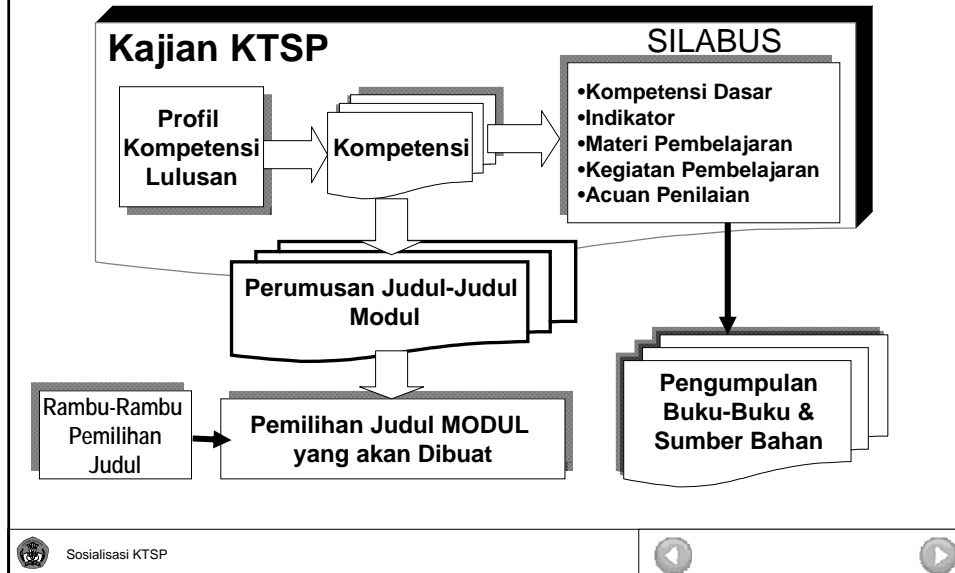 Kajian KTSP
SILABUS
Profil
Kompetensi
Lulusan
Kompetensi
•Kompetensi Dasar
•Indikator
•Materi Pembelajaran
•Kegiatan Pembelajaran
•Acuan Penilaian
Perumusan Judul-Judul
Modul
Rambu-Rambu
Pemilihan
Judul
Pemilihan Judul MODUL
yang akan Dibuat
Pengumpulan
Buku-Buku &
Sumber Bahan
Sosialisasi KTSP